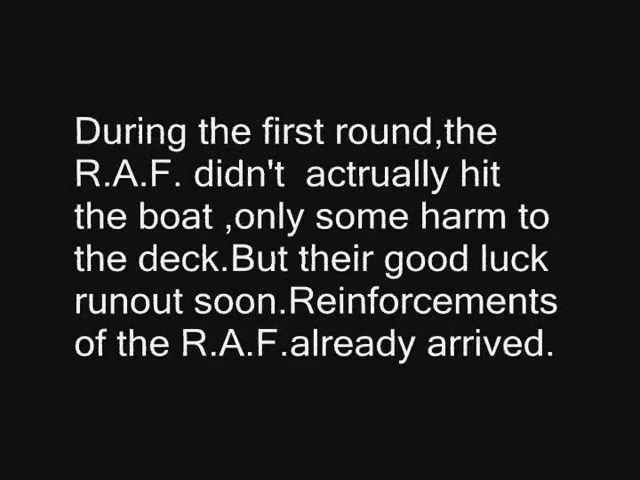 During the first round,the
R.A.F. didn't  actrually hit
the boat ,only some harm to
the deck.But their good luck
runout soon.Reinforcements
of the R.A.F.already arrived.